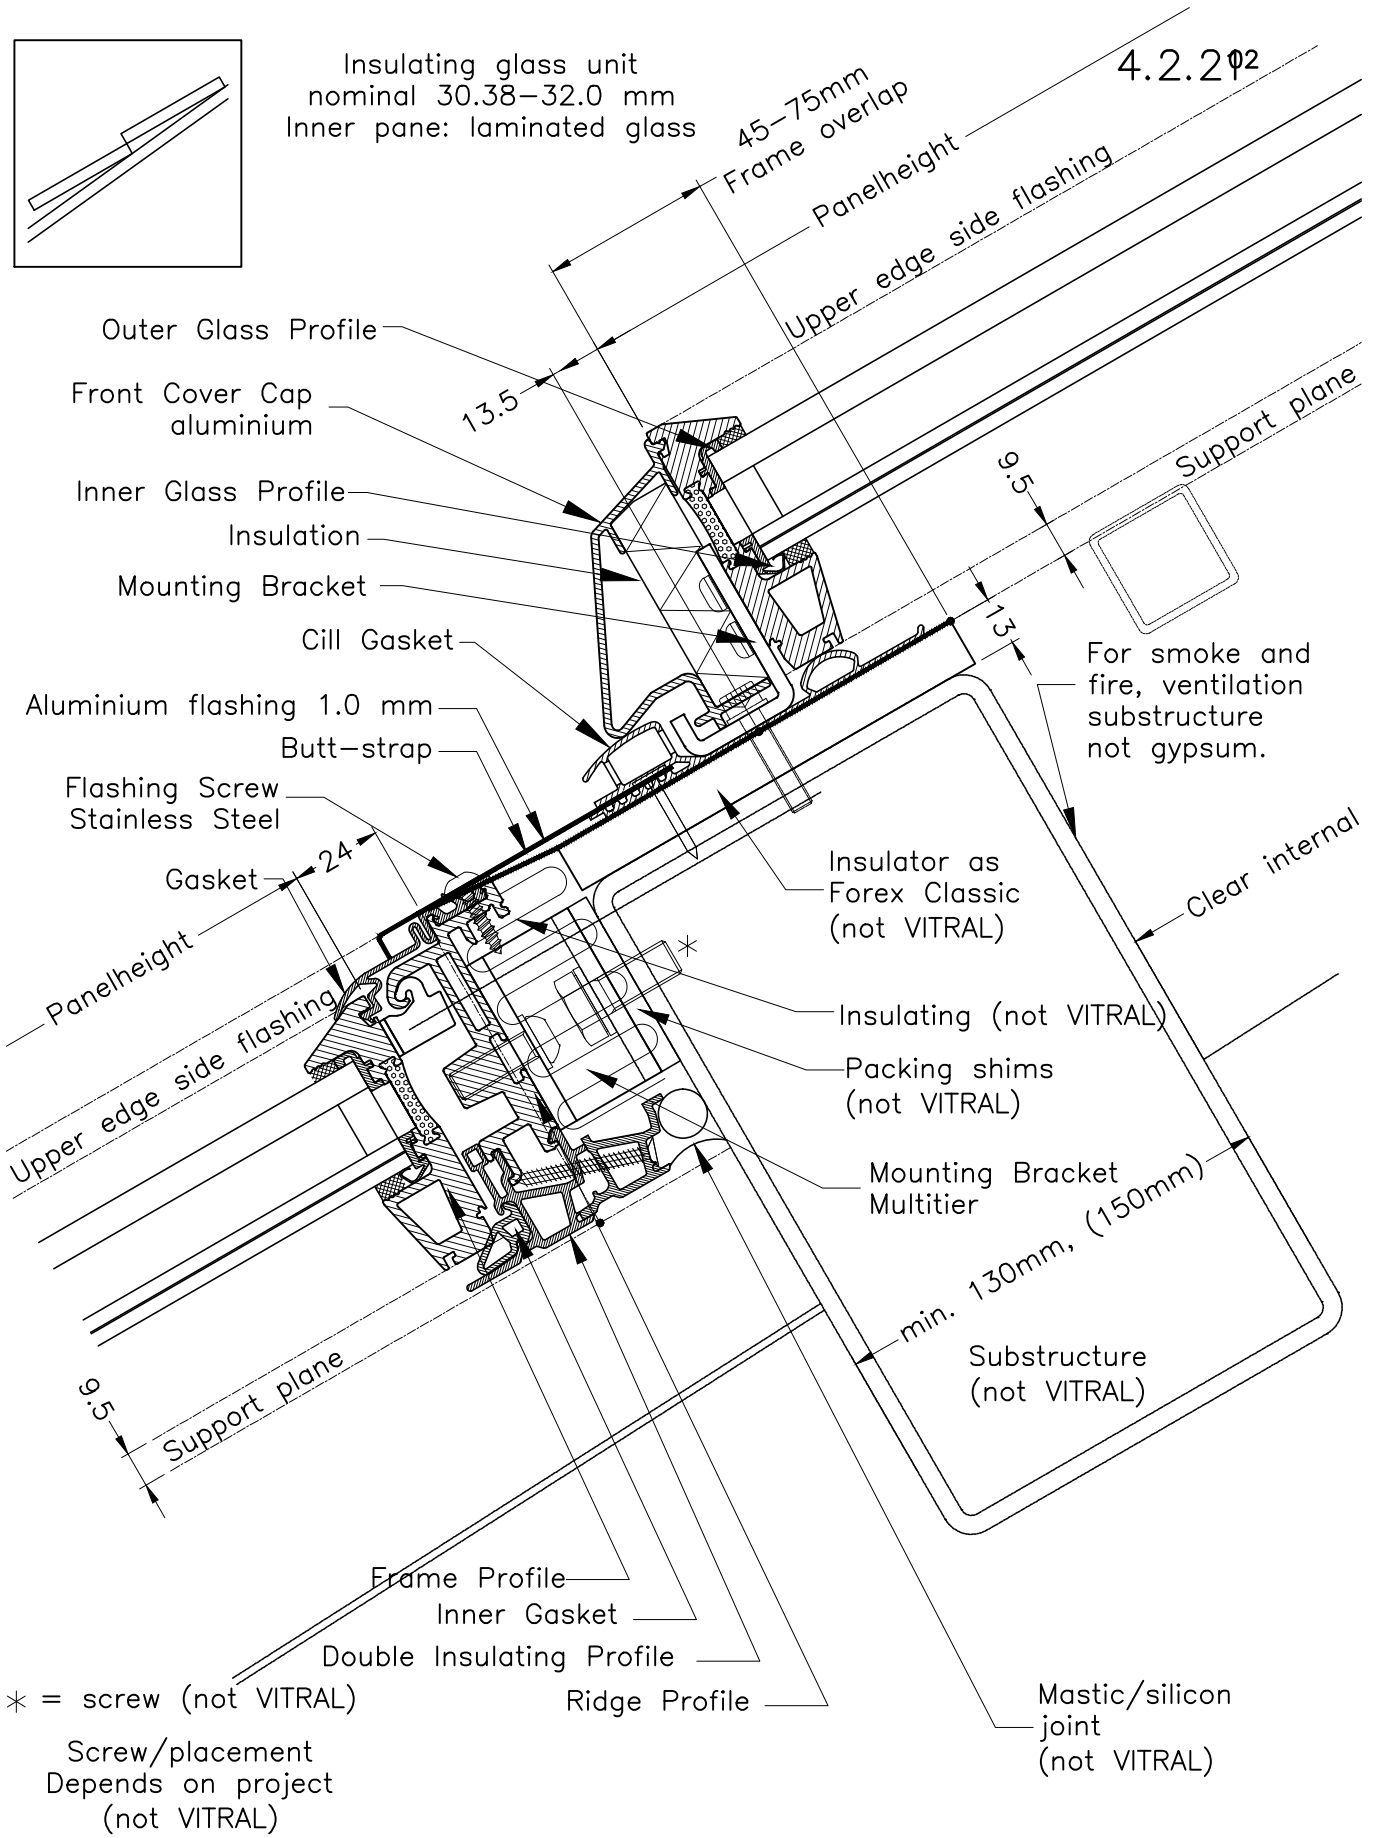 Insulating glass unit
nominal 30.38-32.0 mm
Inner pane: laminated glass
45-75mm
Frame overlap
Panelheight
Upper edge side flashing
Outer Glass Profile
Front Cover Cap
aluminium
13.5
Inner Glass Profile
Insulation
Mounting Bracket
Cill Gasket
Support plane
9.5
13
For smoke and
fire, ventilation
substructure
not gypsum.
Aluminium flashing 1.0 mm
Butt-strap
Flashing Screw
Stainless Steel
24
Gasket
Panelheight
Upper edge side flashing
Insulator as
Forex Classic
(not VITRAL)
Clear internal
*
Insulating (not VITRAL)
Packing shims
(not VITRAL)
Mounting Bracket
Multitier
min. 130mm, (150mm)
Substructure
(not VITRAL)
9.5
Support plane
Frame Profile
Inner Gasket
Double Insulating Profile
Ridge Profile
* = screw (not VITRAL)
Screw/placement
Depends on project
(not VITRAL)
Mastic/silicon
joint
(not VITRAL)